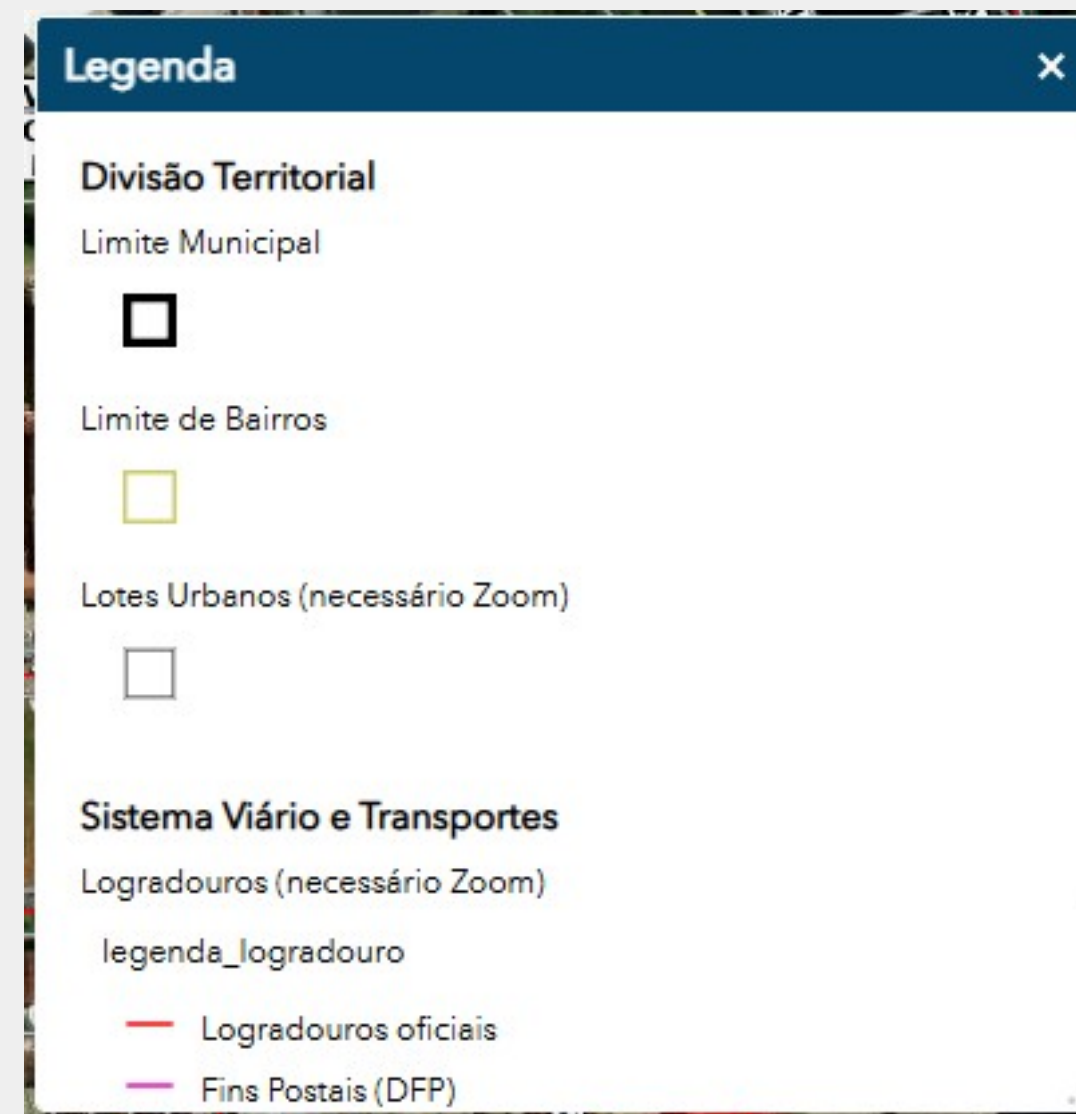 Legenda
Divisão Territorial
Limite Municipal
Limite de Bairros
Lotes Urbanos (necessário Zoom)
Sistema Viário e Transportes
Logradouros (necessário Zoom)
legenda_logradouro
Logradouros oficiais
Fins Postais (DFP)